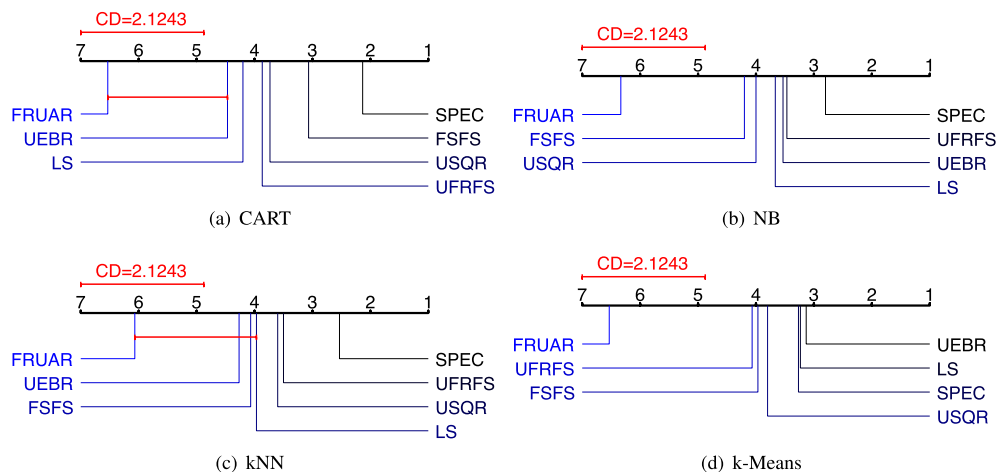 CD=2.1243
7 6 5 4 3 2 1
FRUAR SPEC
UEBR FSFS
LS USQR
UFRFS
(a) CART
CD=2.1243
7 6 5 4 3 2 1
FRUAR SPEC
FSFS UFRFS
USQR UEBR
LS
(b) NB
CD=2.1243
7 6 5 4 3 2 1
FRUAR SPEC
UEBR UFRFS
FSFS USQR
LS
(c) kNN
CD=2.1243
7 6 5 4 3 2 1
FRUAR UEBR
UFRFS LS
FSFS SPEC
USQR
(d) k-Means